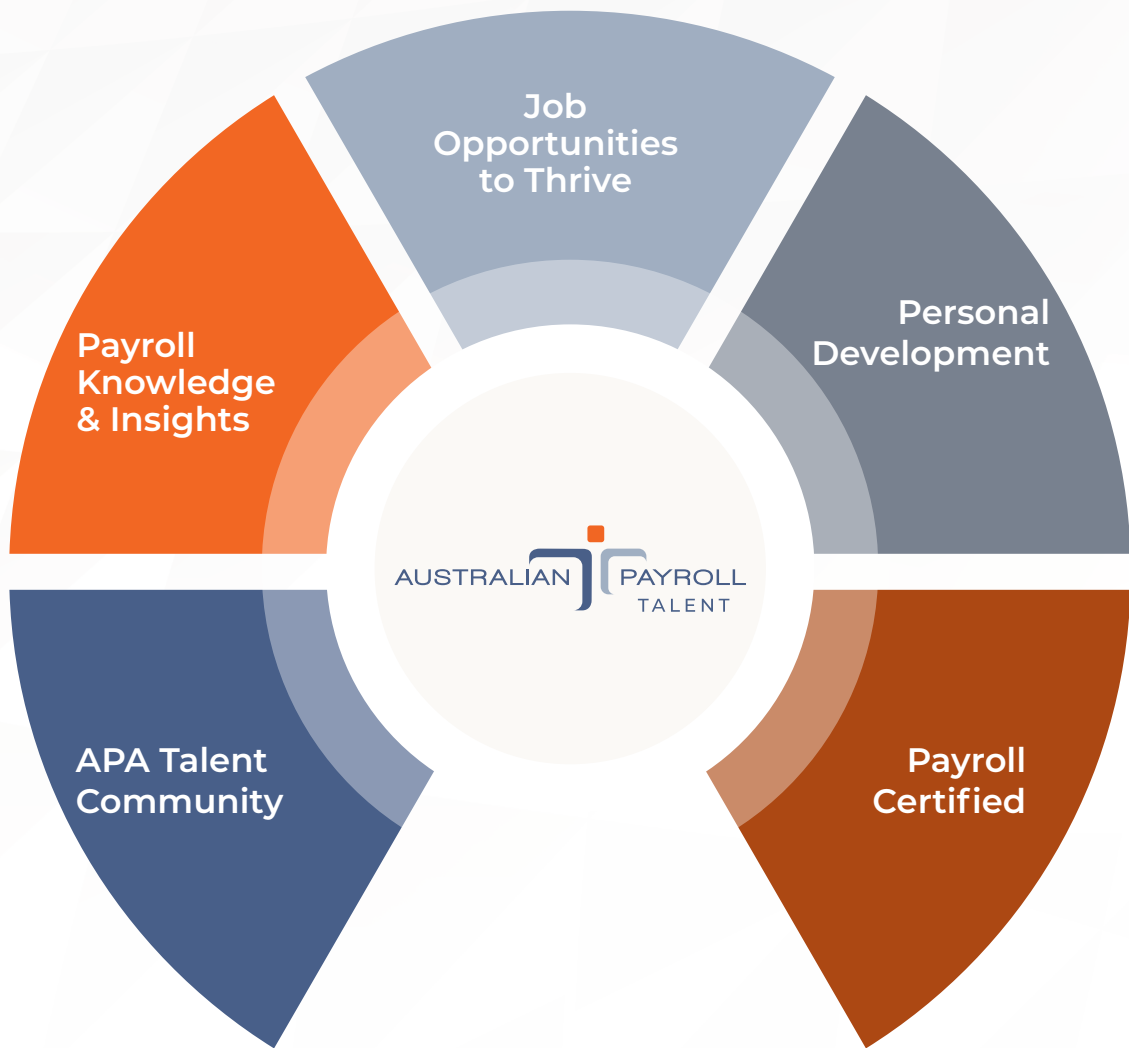 Job
Opportunities
to Thrive
Payroll
Knowledge
& Insights
Personal
Development
AUSTRALIAN PAYROLL
TALENT
APA Talent
Community
Payroll
Certified